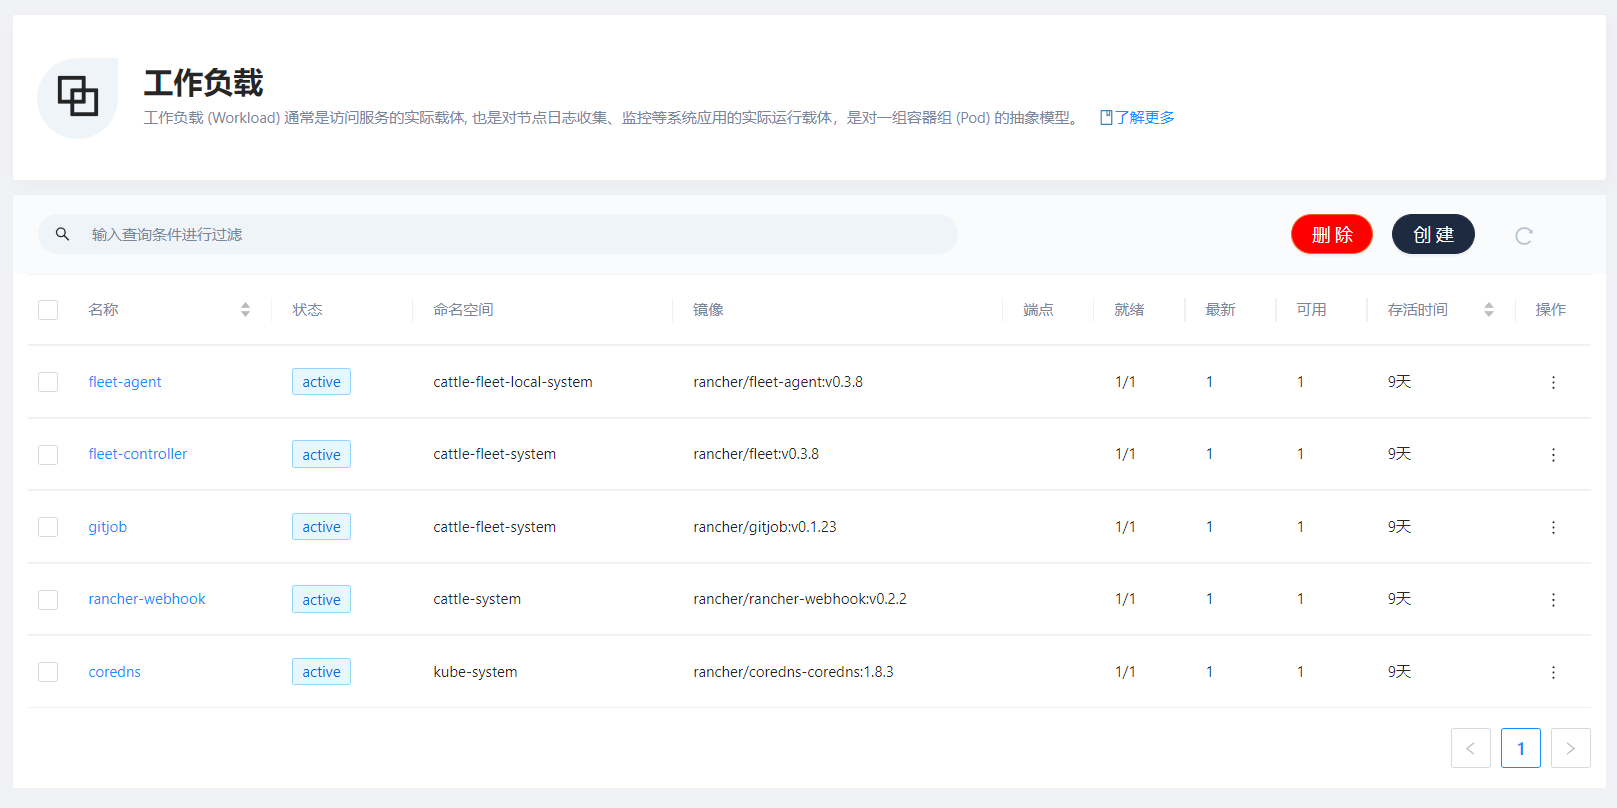 工作负载
工作负载 (Workload) 通常是访问服务的实际载体, 也是对节点日志收集、监控等系统应用的实际运行载体，是对一组容器组 (Pod) 的抽象模型。 了解更多
输入查询条件进行过滤 删除 创建
名称 状态 命名空间 镜像 端点 就绪 最新 可用 存活时间 操作
fleet-agent active cattle-fleet-local-system rancher/fleet-agent:v0.3.8 1/1 1 1 9天
fleet-controller active cattle-fleet-system rancher/fleet:v0.3.8 1/1 1 1 9天
gitjob active cattle-fleet-system rancher/gitjob:v0.1.23 1/1 1 1 9天
rancher-webhook active cattle-system rancher/rancher-webhook:v0.2.2 1/1 1 1 9天
coredns active kube-system rancher/coredns-coredns:1.8.3 1/1 1 1 9天
1